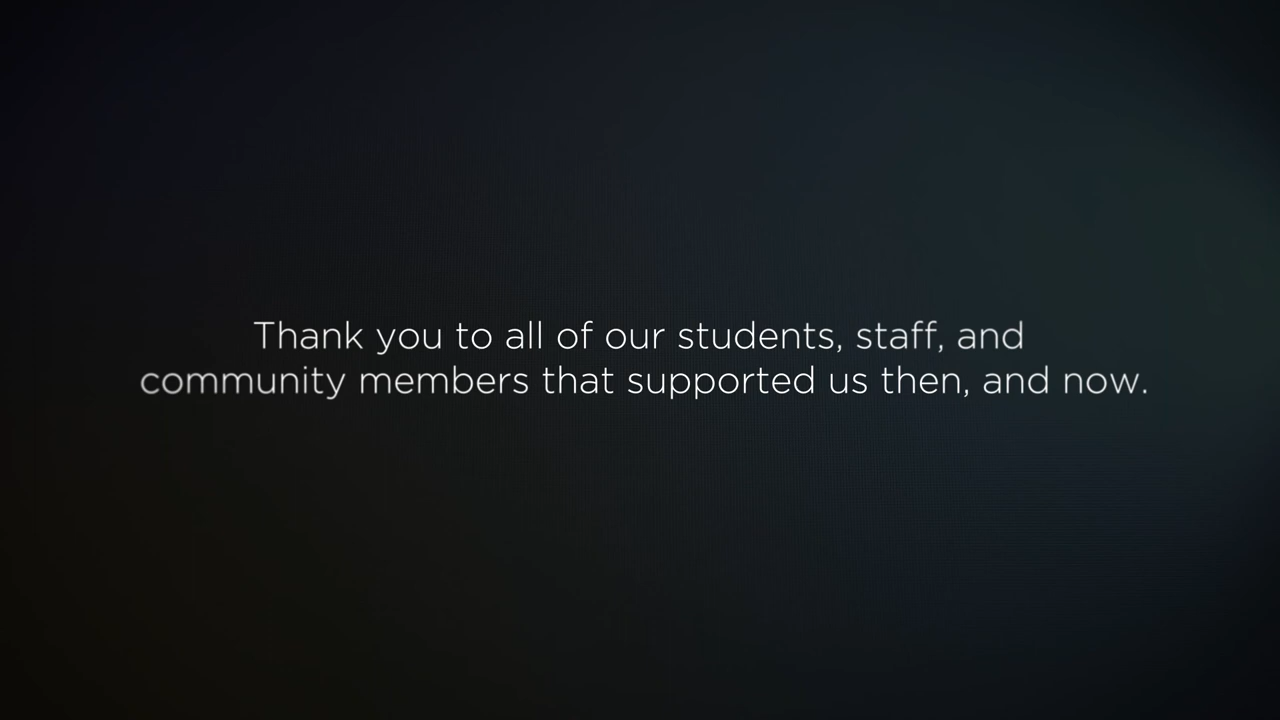 Thank you to all of our students, staff, and
community members that supported us then, and now.